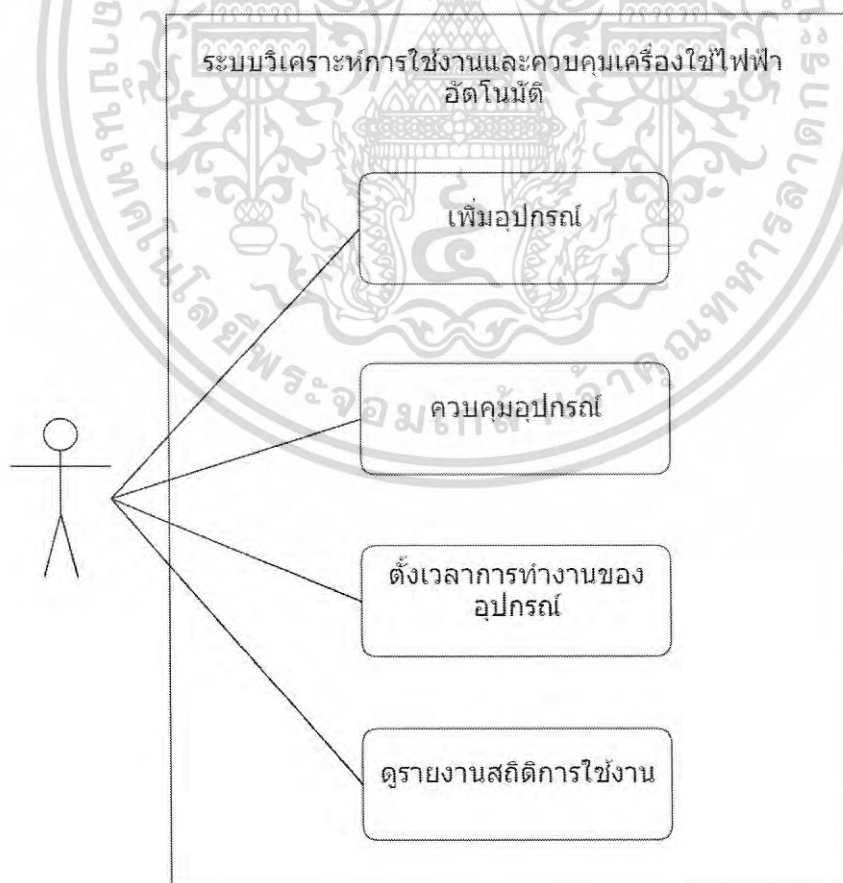 ระบบวิเคราะห์การใช้งานและควบคุมเครื่องใช้ไฟฟ้า
อัตโนมัติ
เพิ่มอุปกรณ์
ควบคุมอุปกรณ์
ตั้งเวลาการทำงานของ
อุปกรณ์
ดูรายงานสถิติการใช้งาน